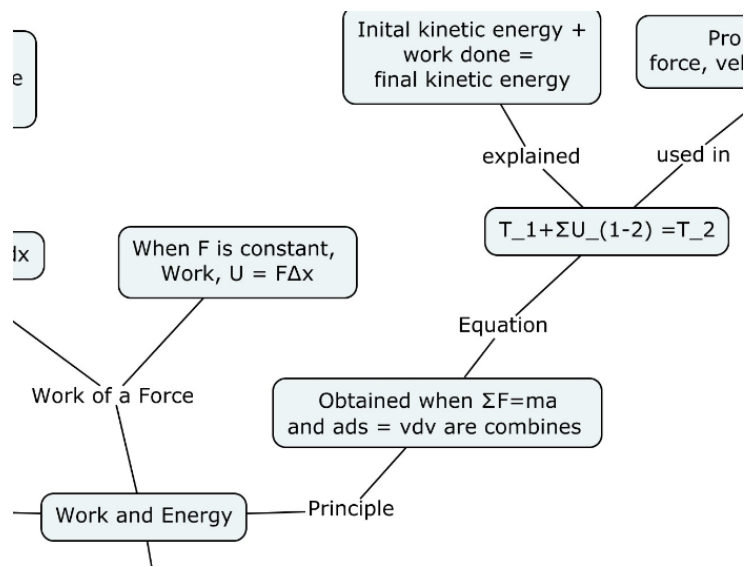 Inital kinetic energy +
work done =
final kinetic energy
Pro
force, vel
e
explained
used in
T_1+ΣU_(1-2) =T_2
dx
When F is constant,
Work, U = FΔx
Equation
Work of a Force
Obtained when ΣF=ma
and ads = vdv are combines
Work and Energy
Principle